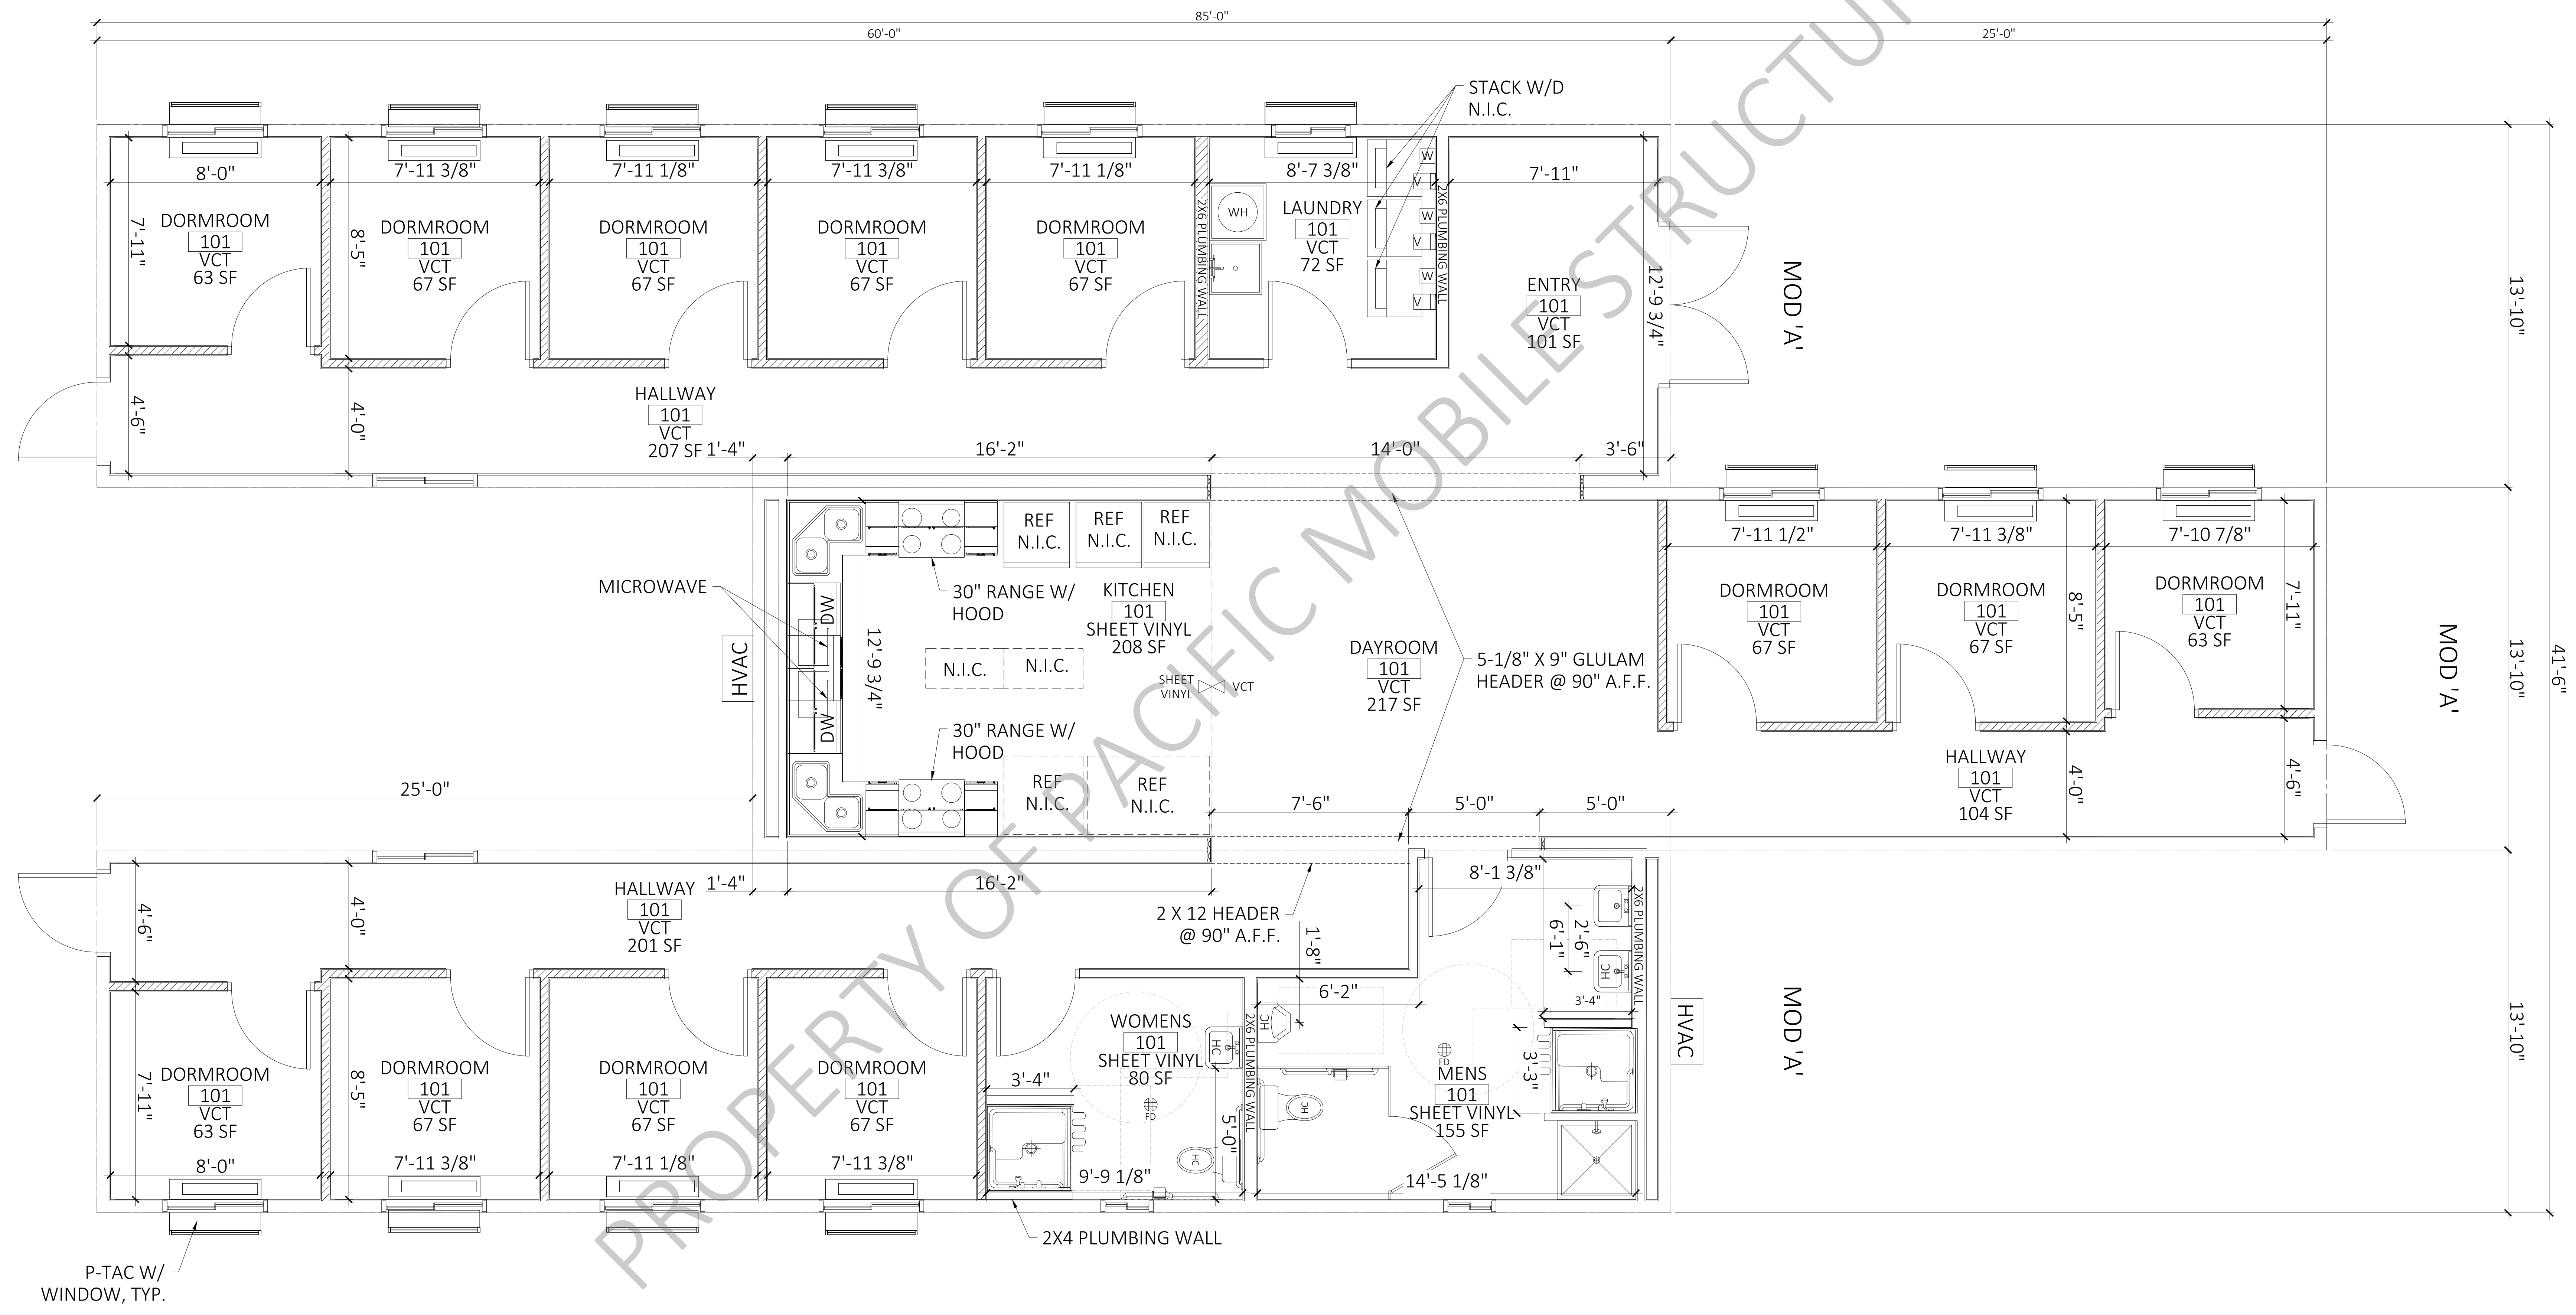 85'-0"
60'-0"
25'-0"
STACK W/D
N.I.C.
8'-0"
7'-11 3/8"
7'-11 1/8"
7'-11 3/8"
7'-11 1/8"
8'-7 3/8"
7'-11"
DORMROOM
101
VCT
63 SF
7'-11"
DORMROOM
101
VCT
67 SF
8'-5"
DORMROOM
101
VCT
67 SF
DORMROOM
101
VCT
67 SF
DORMROOM
101
VCT
67 SF
2X6 PLUMBING WALL
WH
LAUNDRY
101
VCT
72 SF
W
V
W
V
W
V
2X6 PLUMBING WALL
ENTRY
101
VCT
101 SF
12'-9 3/4"
MOD 'A'
13'-10"
4'-6"
4'-0"
HALLWAY
101
VCT
207 SF
1'-4"
16'-2"
14'-0"
3'-6"
REF
N.I.C.
REF
N.I.C.
REF
N.I.C.
MICROWAVE
30" RANGE W/
HOOD
KITCHEN
101
SHEET VINYL
208 SF
DW
DW
12'-9 3/4"
HVAC
N.I.C.
N.I.C.
SHEET
VINYL
VCT
30" RANGE W/
HOOD
REF
N.I.C.
REF
N.I.C.
DAYROOM
101
VCT
217 SF
5-1/8" X 9" GLULAM
HEADER @ 90" A.F.F.
7'-11 1/2"
7'-11 3/8"
7'-10 7/8"
DORMROOM
101
VCT
67 SF
DORMROOM
101
VCT
67 SF
8'-5"
DORMROOM
101
VCT
63 SF
7'-11"
MOD 'A'
13'-10"
41'-6"
HALLWAY
101
VCT
104 SF
4'-0"
4'-6"
25'-0"
7'-6"
5'-0"
5'-0"
1'-4"
16'-2"
HALLWAY
101
VCT
201 SF
4'-6"
4'-0"
2 X 12 HEADER
@ 90" A.F.F.
1'-8"
8'-1 3/8"
2'-6"
6'-1"
HC
2X6 PLUMBING WALL
3'-4"
6'-2"
HC
HVAC
MOD 'A'
13'-10"
DORMROOM
101
VCT
63 SF
7'-11"
8'-0"
DORMROOM
101
VCT
67 SF
8'-5"
7'-11 3/8"
DORMROOM
101
VCT
67 SF
7'-11 1/8"
DORMROOM
101
VCT
67 SF
7'-11 3/8"
WOMENS
101
SHEET VINYL
80 SF
HC
2X6 PLUMBING WALL
3'-4"
FD
5'-0"
HC
9'-9 1/8"
HC
FD
MENS
101
SHEET VINYL
155 SF
3'-3"
14'-5 1/8"
2X4 PLUMBING WALL
P-TAC W/
WINDOW, TYP.
PROPERTY OF PACIFIC MOBILE STRUCTU